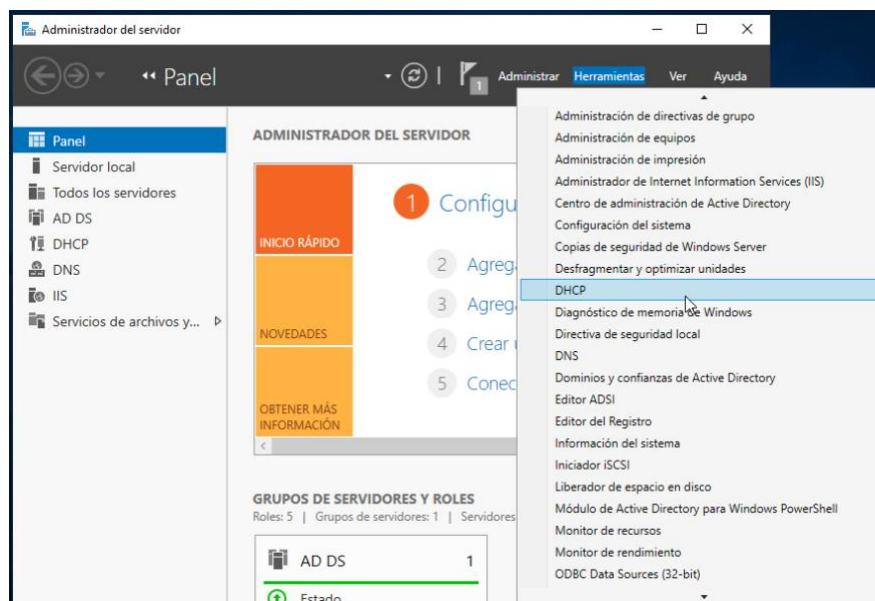 Administrador del servidor
Panel
1
Administrar Herramientas Ver Ayuda
Panel
Servidor local
Todos los servidores
AD DS
DHCP
DNS
IIS
Servicios de archivos y...
ADMINISTRADOR DEL SERVIDOR
INICIO RÁPIDO
NOVEDADES
OBTENER MÁS
INFORMACIÓN
1 Configu
2 Agreg
3 Agreg
4 Crear
5 Conec
GRUPOS DE SERVIDORES Y ROLES
Roles: 5 | Grupos de servidores: 1 | Servidores
AD DS 1
Estado
Administración de directivas de grupo
Administración de equipos
Administración de impresión
Administrador de Internet Information Services (IIS)
Centro de administración de Active Directory
Configuración del sistema
Copias de seguridad de Windows Server
Desfragmentar y optimizar unidades
DHCP
Diagnóstico de memoria de Windows
Directiva de seguridad local
DNS
Dominios y confianzas de Active Directory
Editor ADSI
Editor del Registro
Información del sistema
Iniciador iSCSI
Liberador de espacio en disco
Módulo de Active Directory para Windows PowerShell
Monitor de recursos
Monitor de rendimiento
ODBC Data Sources (32-bit)